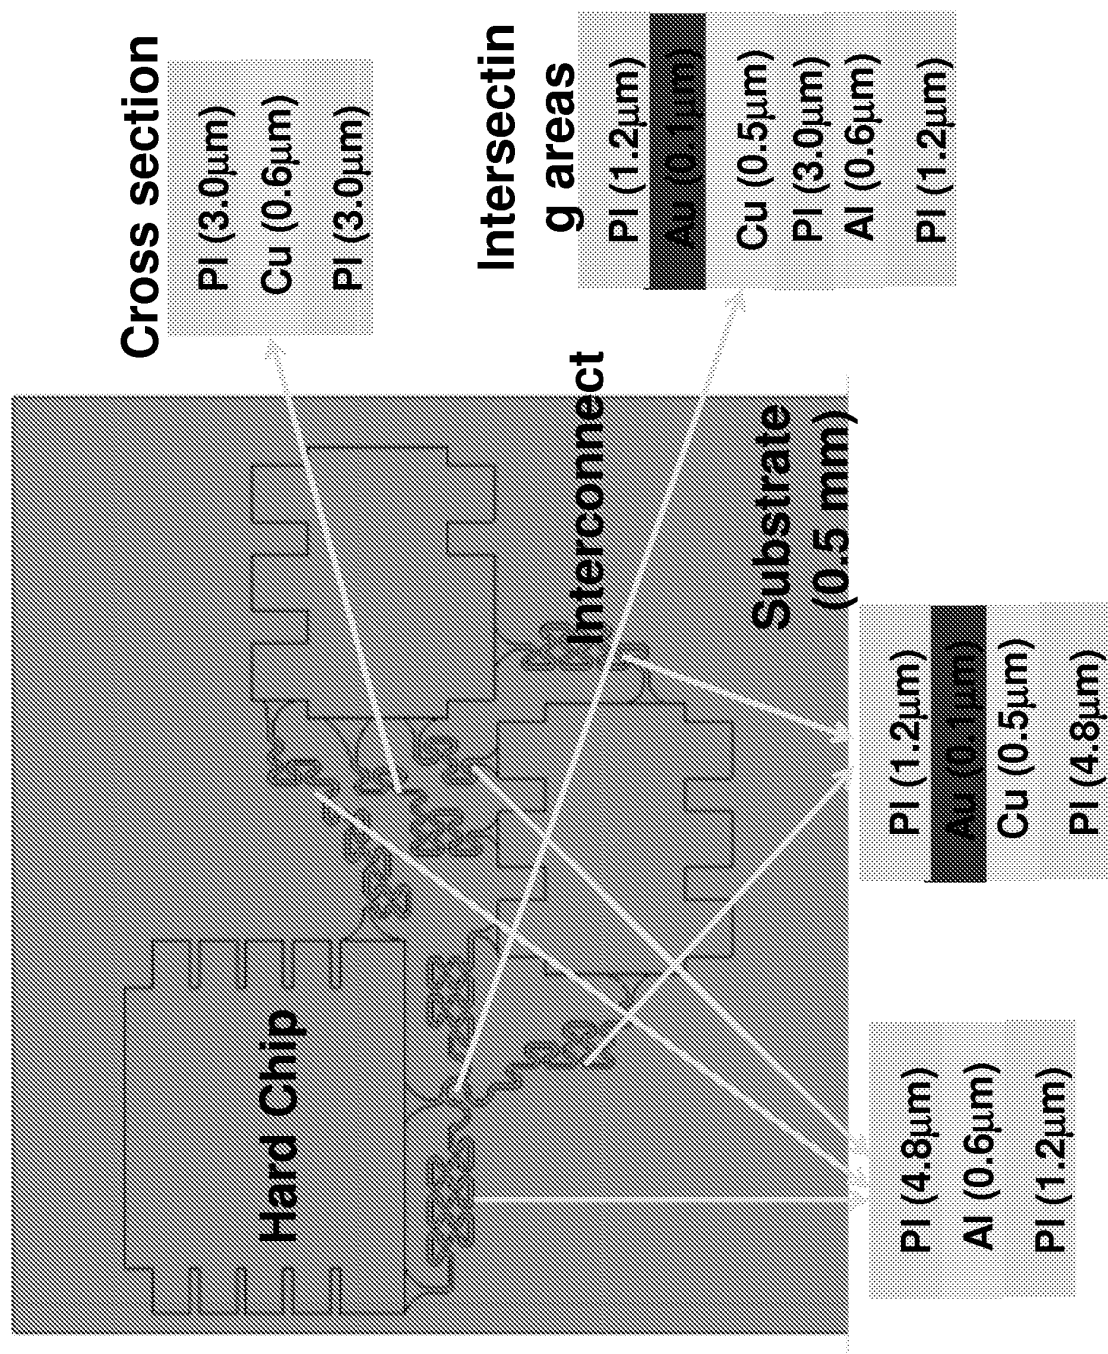 Cross section
PI (3.0μm)
Cu (0.6μm)
PI (3.0μm)
Hard Chip
Intersectin
g areas
PI (1.2μm)
Au (0.1μm)
Cu (0.5μm)
PI (3.0μm)
Al (0.6μm)
PI (1.2μm)
Interconnect
Substrate
(0.5 mm)
PI (4.8μm)
Al (0.6μm)
PI (1.2μm)
PI (1.2μm)
Au (0.1μm)
Cu (0.5μm)
PI (4.8μm)